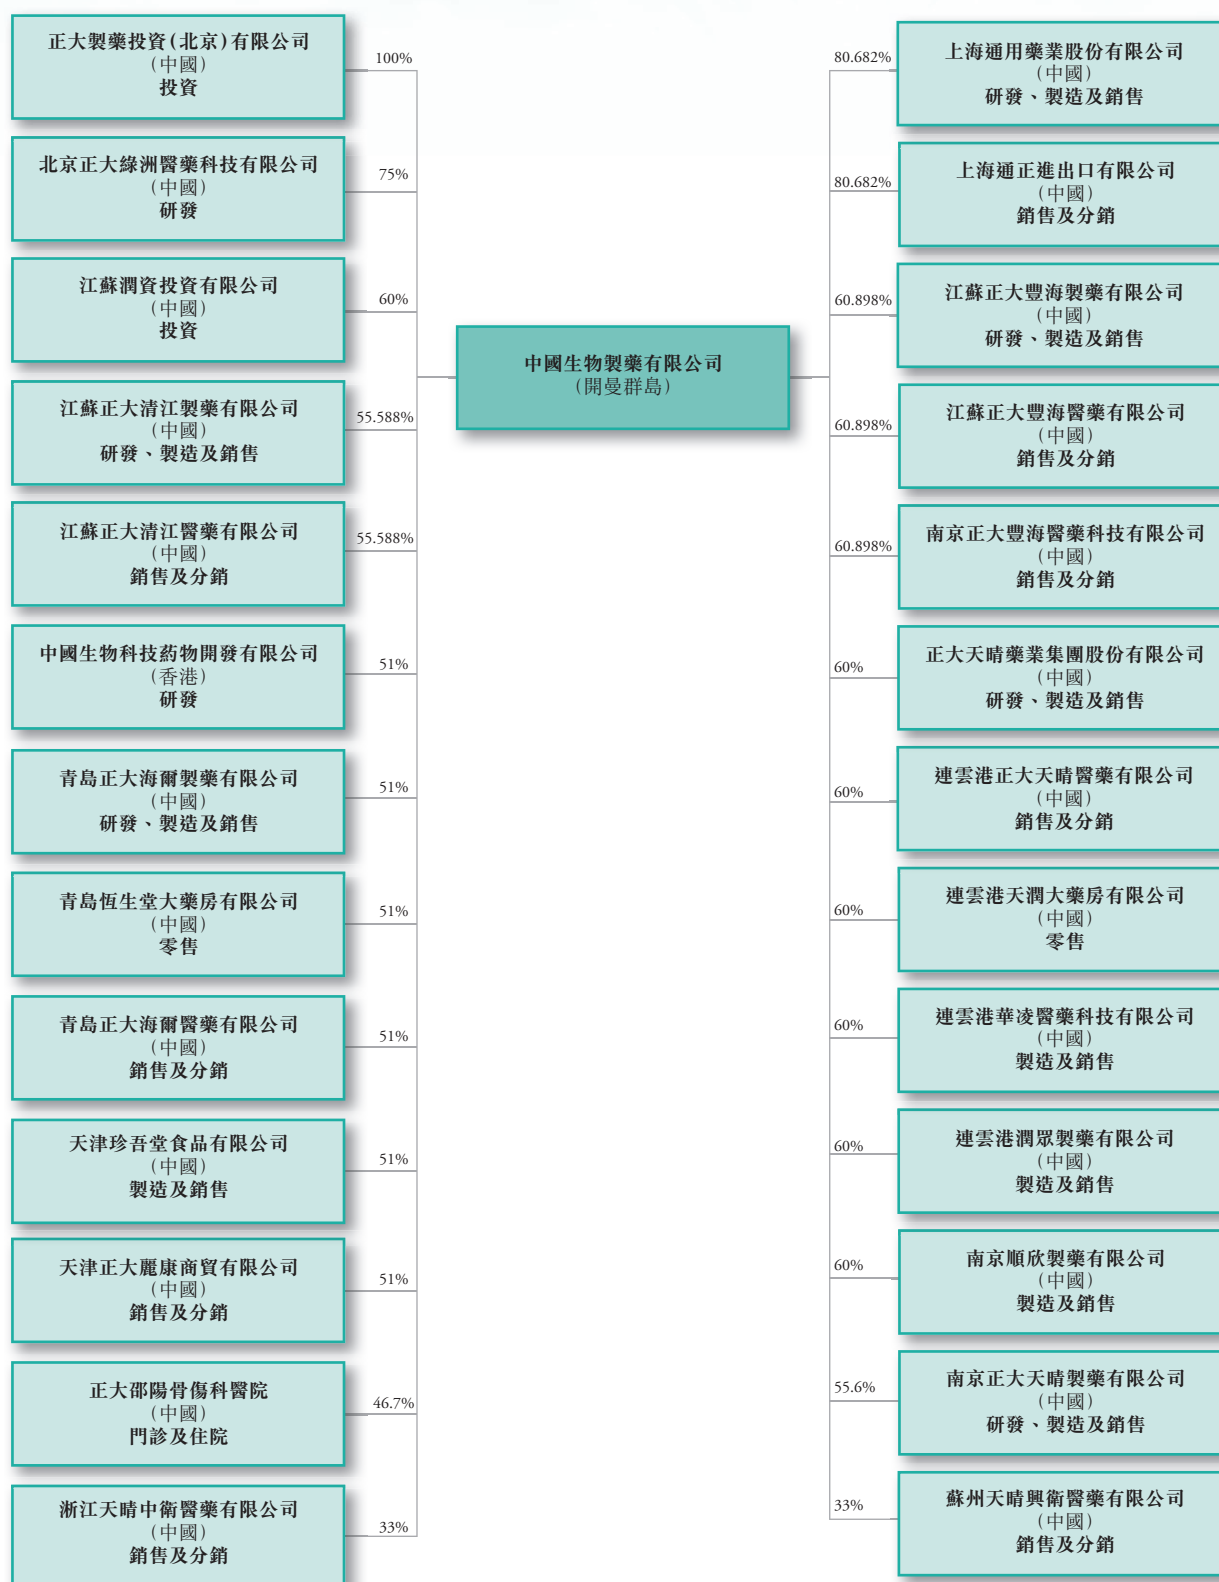 正大製藥投資(北京)有限公司
(中國)
投資
100%
北京正大綠洲醫藥科技有限公司
(中國)
研發
75%
江蘇潤資投資有限公司
(中國)
投資
60%
江蘇正大清江製藥有限公司
(中國)
研發、製造及銷售
55.588%
江蘇正大清江醫藥有限公司
(中國)
銷售及分銷
55.588%
中國生物科技葯物開發有限公司
(香港)
研發
51%
青島正大海爾製藥有限公司
(中國)
研發、製造及銷售
51%
青島恆生堂大藥房有限公司
(中國)
零售
51%
青島正大海爾醫藥有限公司
(中國)
銷售及分銷
51%
天津珍吾堂食品有限公司
(中國)
製造及銷售
51%
天津正大麗康商貿有限公司
(中國)
銷售及分銷
51%
正大邵陽骨傷科醫院
(中國)
門診及住院
46.7%
浙江天晴中衛醫藥有限公司
(中國)
銷售及分銷
33%
中國生物製藥有限公司
(開曼群島)
80.682%
上海通用藥業股份有限公司
(中國)
研發、製造及銷售
80.682%
上海通正進出口有限公司
(中國)
銷售及分銷
60.898%
江蘇正大豐海製藥有限公司
(中國)
研發、製造及銷售
60.898%
江蘇正大豐海醫藥有限公司
(中國)
銷售及分銷
60.898%
南京正大豐海醫藥科技有限公司
(中國)
銷售及分銷
60%
正大天晴藥業集團股份有限公司
(中國)
研發、製造及銷售
60%
連雲港正大天晴醫藥有限公司
(中國)
銷售及分銷
60%
連雲港天潤大藥房有限公司
(中國)
零售
60%
連雲港華凌醫藥科技有限公司
(中國)
製造及銷售
60%
連雲港潤眾製藥有限公司
(中國)
製造及銷售
60%
南京順欣製藥有限公司
(中國)
製造及銷售
55.6%
南京正大天晴製藥有限公司
(中國)
研發、製造及銷售
33%
蘇州天晴興衛醫藥有限公司
(中國)
銷售及分銷